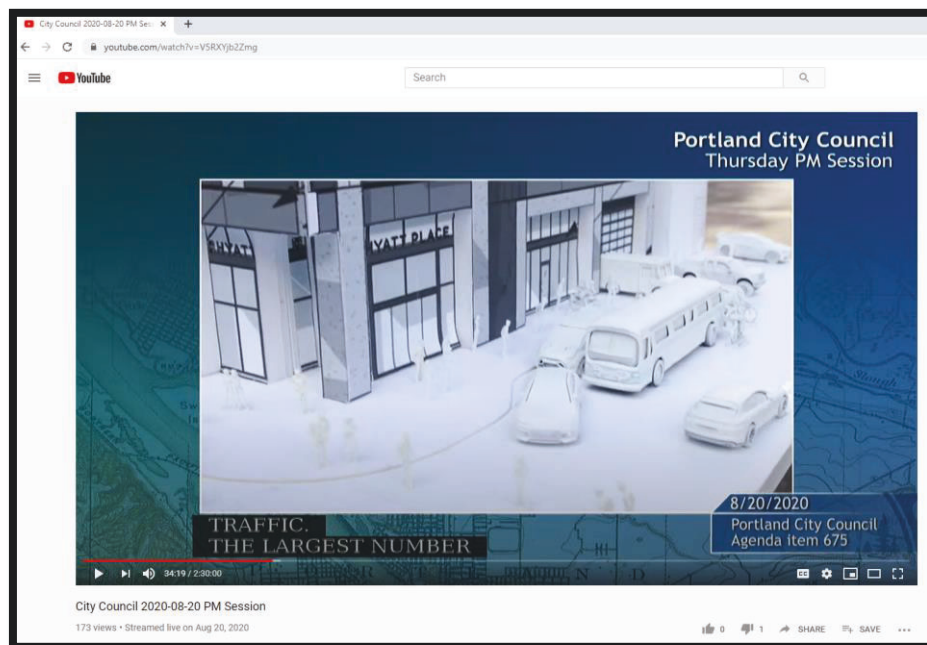 City Council 2020-08-20 PM Ses
youtube.com/watch?v=V5RXYjb2Zmg
YouTube
Search
Portland City Council
Thursday PM Session
HYATT
HYATT PLACE
8/20/2020
Portland City Council
Agenda item 675
TRAFFIC.
THE LARGEST NUMBER
34:19 / 2:30:00
CC
City Council 2020-08-20 PM Session
173 views • Streamed live on Aug 20, 2020
0 1 SHARE SAVE